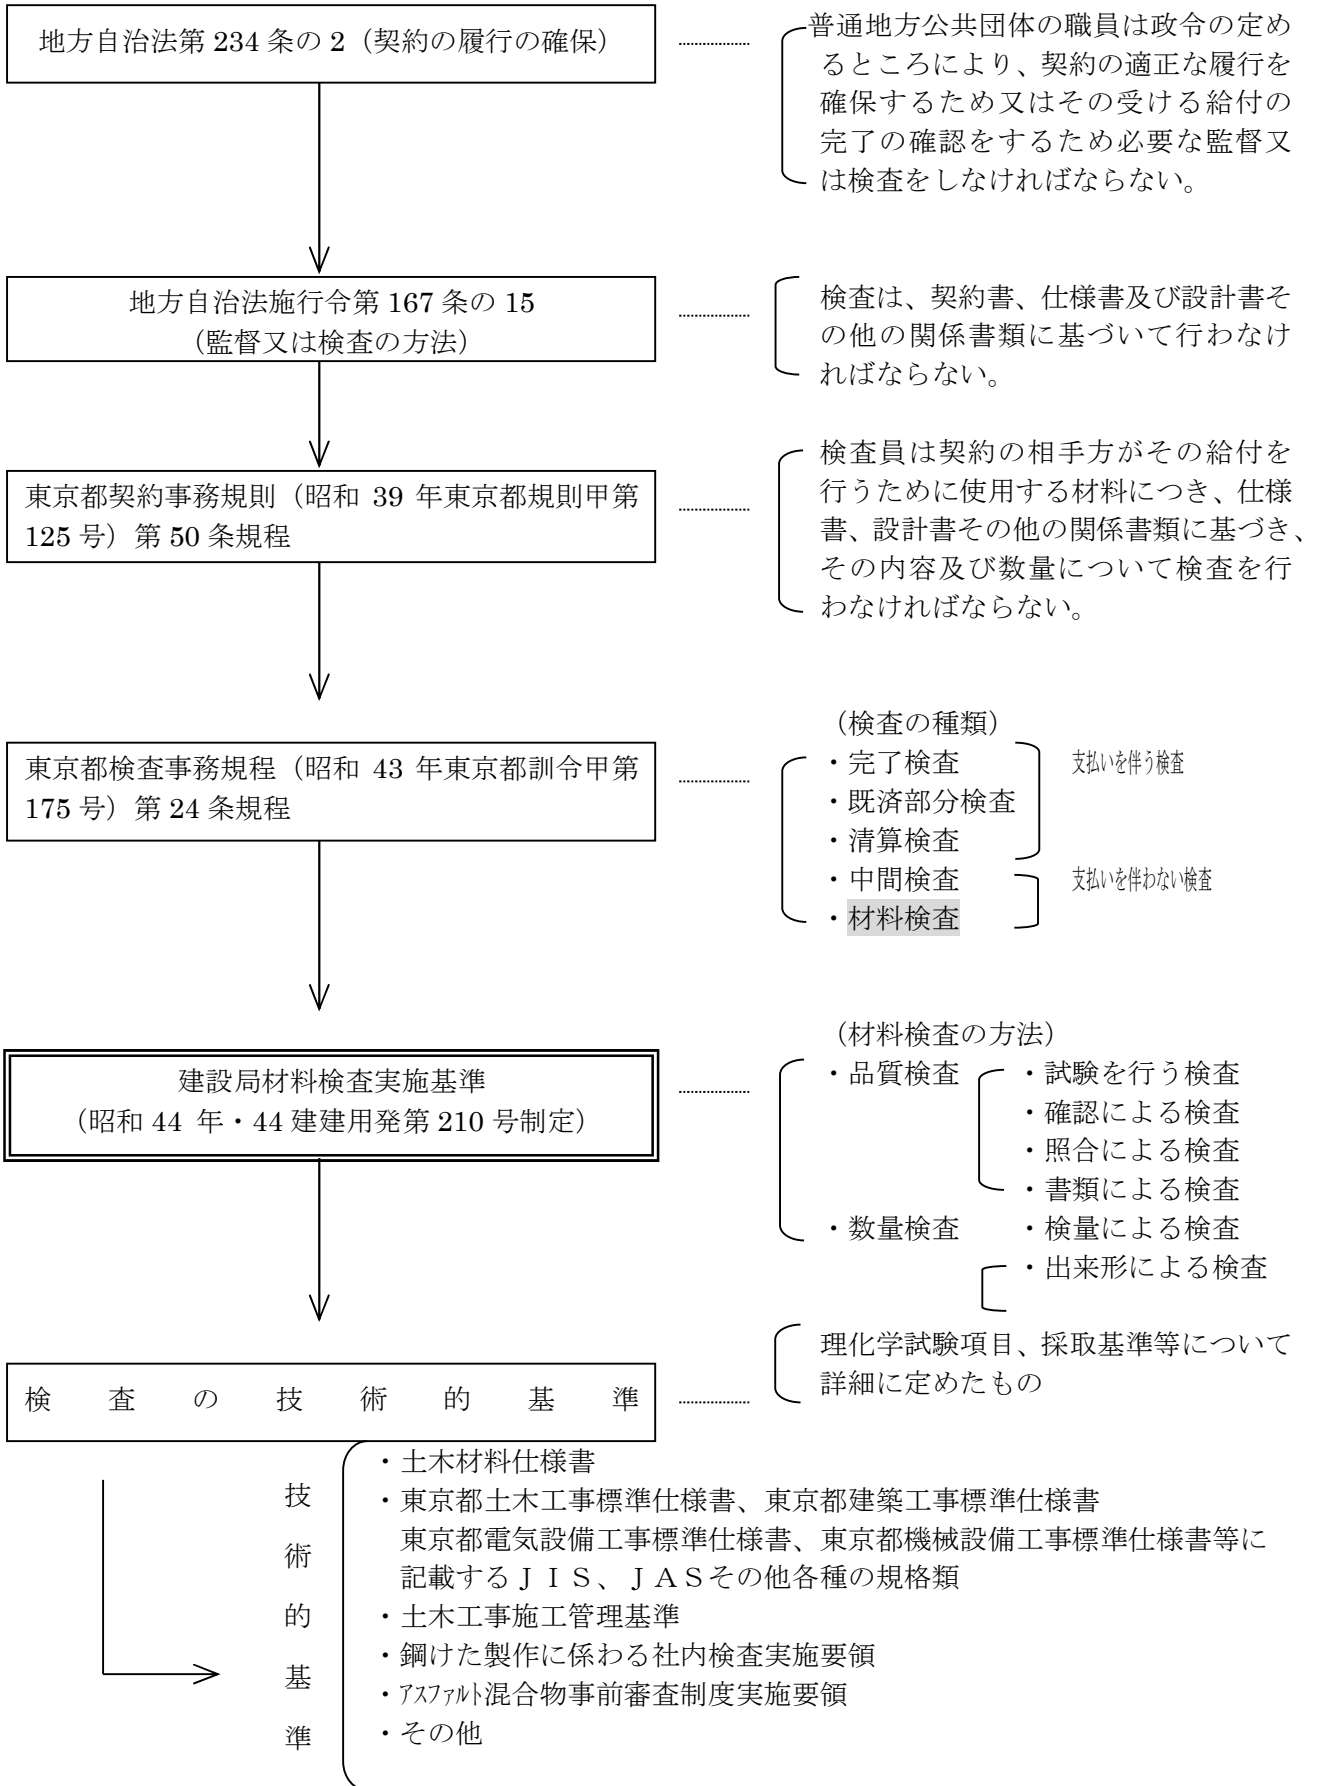 地方自治法第 234 条の 2（契約の履行の確保）
普通地方公共団体の職員は政令の定め
るところにより、契約の適正な履行を
確保するため又はその受ける給付の
完了の確認をするため必要な監督又
は検査をしなければならない。
地方自治法施行令第 167 条の 15
（監督又は検査の方法）
検査は、契約書、仕様書及び設計書そ
の他の関係書類に基づいて行わなけ
ればならない。
東京都契約事務規則（昭和 39 年東京都規則甲第
125 号）第 50 条規程
検査員は契約の相手方がその給付を
行うために使用する材料につき、仕様
書、設計書その他の関係書類に基づき、
その内容及び数量について検査を行
わなければならない。
東京都検査事務規程（昭和 43 年東京都訓令甲第
175 号）第 24 条規程
（検査の種類）
・完了検査
・既済部分検査
・清算検査
支払いを伴う検査
・中間検査
・材料検査
支払いを伴わない検査
建設局材料検査実施基準
（昭和 44 年・44 建建用発第 210 号制定）
（材料検査の方法）
・品質検査
・試験を行う検査
・確認による検査
・照合による検査
・書類による検査
・数量検査
・検量による検査
・出来形による検査
検査の技術的基準
理化学試験項目、採取基準等について
詳細に定めたもの
技術的基準
・土木材料仕様書
・東京都土木工事標準仕様書、東京都建築工事標準仕様書
東京都電気設備工事標準仕様書、東京都機械設備工事標準仕様書等に
記載するＪＩＳ、ＪＡＳその他各種の規格類
・土木工事施工管理基準
・鋼けた製作に係わる社内検査実施要領
・ｱｽﾌｧﾙﾄ混合物事前審査制度実施要領
・その他